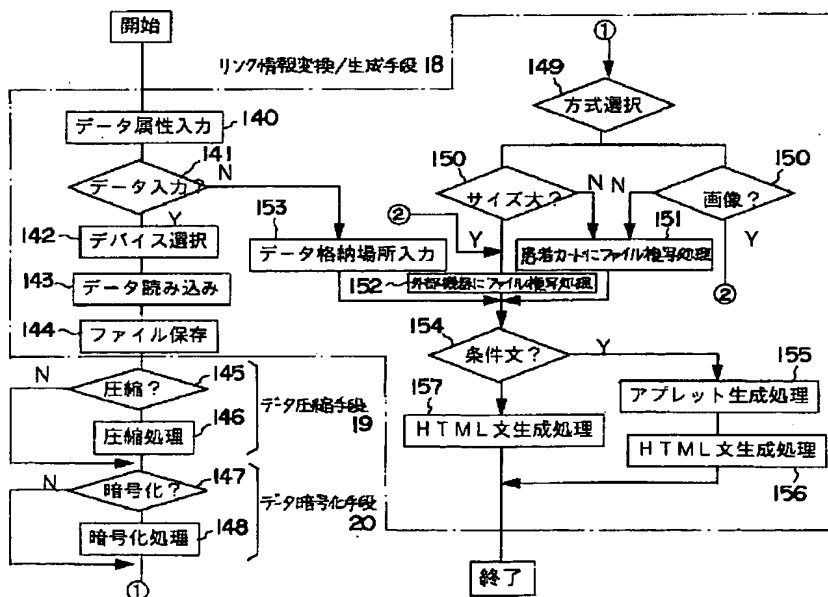 開始
リンク情報変換/生成手段 18
データ属性入力
140
141
データ入力?
N
Y
142
デバイス選択
143
データ読み込み
144
ファイル保存
N
145
圧縮?
146
圧縮処理
データ圧縮手段
19
N
147
暗号化?
148
暗号化処理
データ暗号化手段
20
①
①
149
方式選択
150
サイズ大?
N
Y
150
画像?
N
Y
②
②
153
データ格納場所入力
151
患者カードにファイル複写処理
152
外部機器にファイル複写処理
154
条件文?
Y
155
アプレット生成処理
157
HTML文生成処理
HTML文生成処理
156
終了